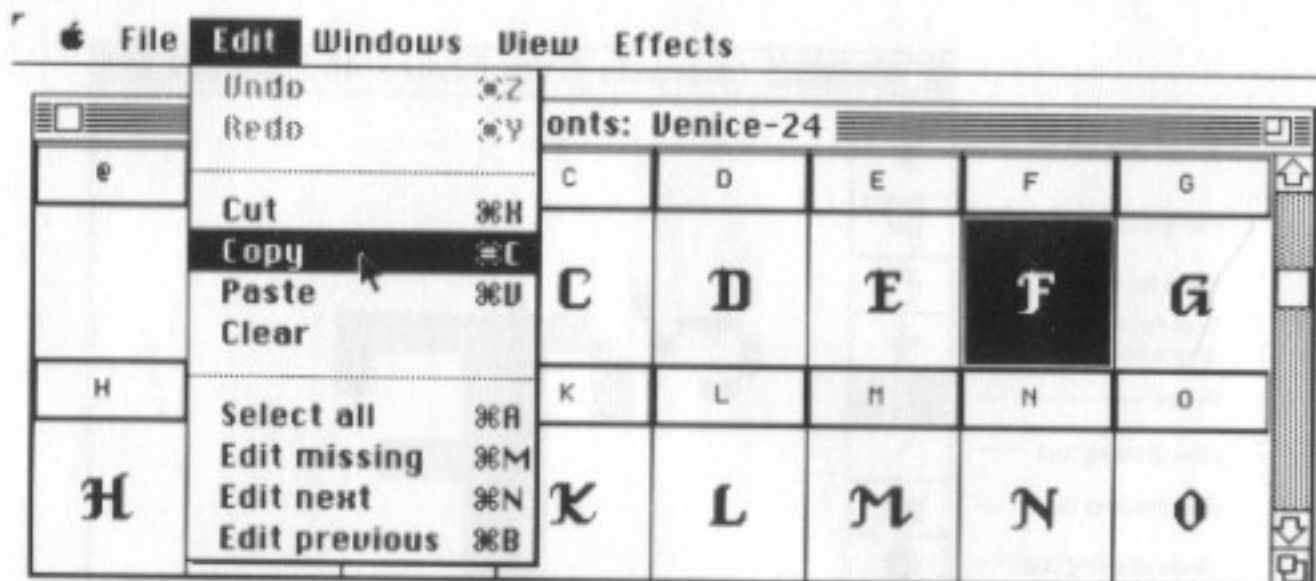 File Edit Windows View Effects
Undo ⌘Z
Redo ⌘Y
Cut ⌘X
Copy ⌘C
Paste ⌘V
Clear
Select all ⌘A
Edit missing ⌘M
Edit next ⌘N
Edit previous ⌘B
onts: Venice-24
@ C D E F G
C D E F G
H K L M N O
H K L M N O